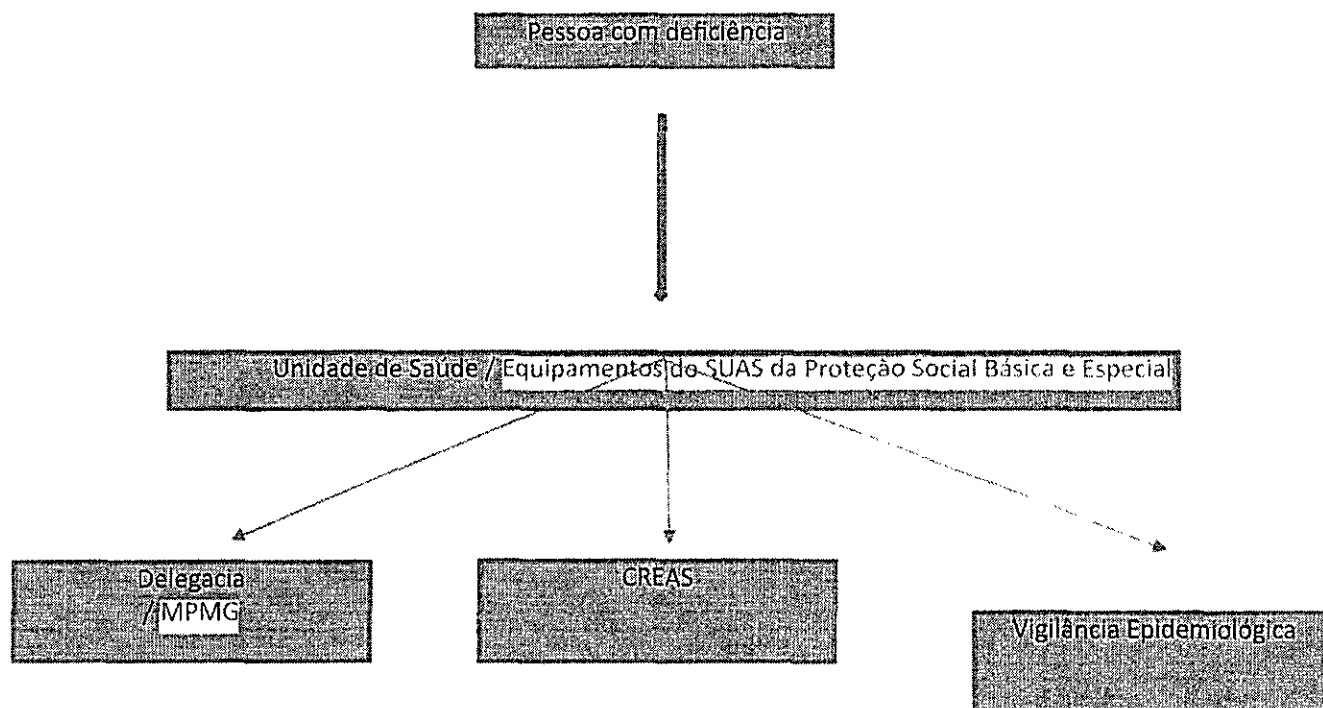 Pessoa com deficiência
Unidade de Saúde / Equipamentos do SUAS da Proteção Social Básica e Especial
Delegacia
/ MPMG
CREAS
Vigilância Epidemiológica